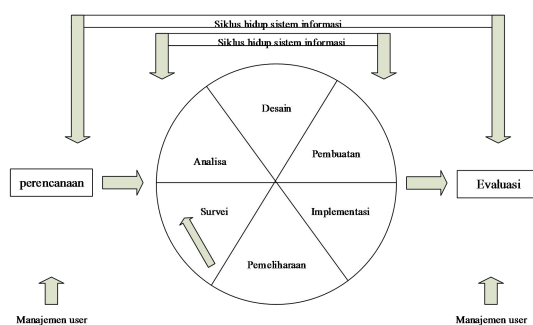 Siklus hidup sistem informasi
Siklus hidup sistem informasi
Desain
Analisa
Pembuatan
perencanaan
Evaluasi
Survei
Implementasi
Pemeliharaan
Manajemen user
Manajemen user